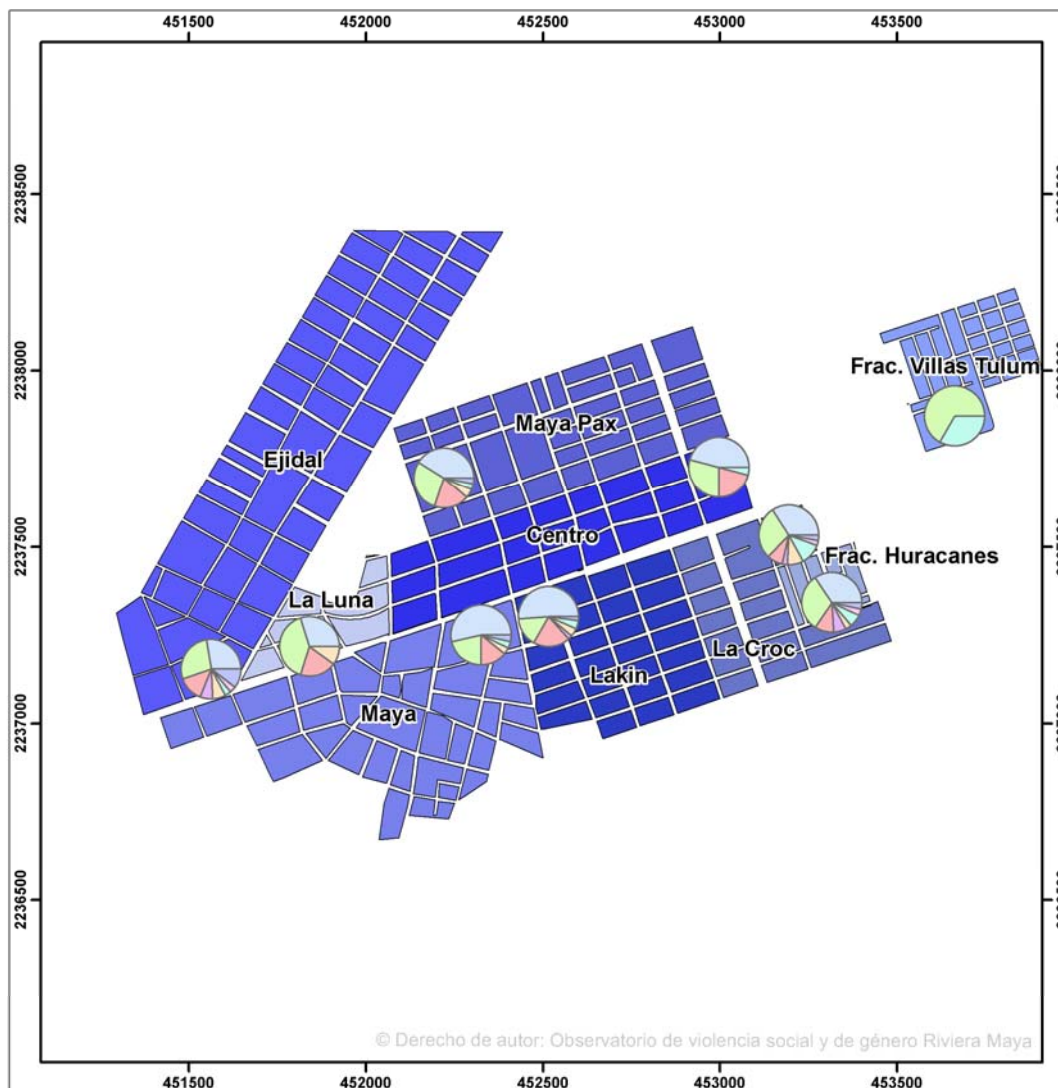 451500 452000 452500 453000 453500
2238500
2238000
2237500
2237000
2236500
Frac. Villas Tulum
Maya Pax
Ejidal
Centro
Frac. Huracanes
La Luna
La Croc
Lakin
Maya
© Derecho de autor: Observatorio de violencia social y de género Riviera Maya
451500 452000 452500 453000 453500